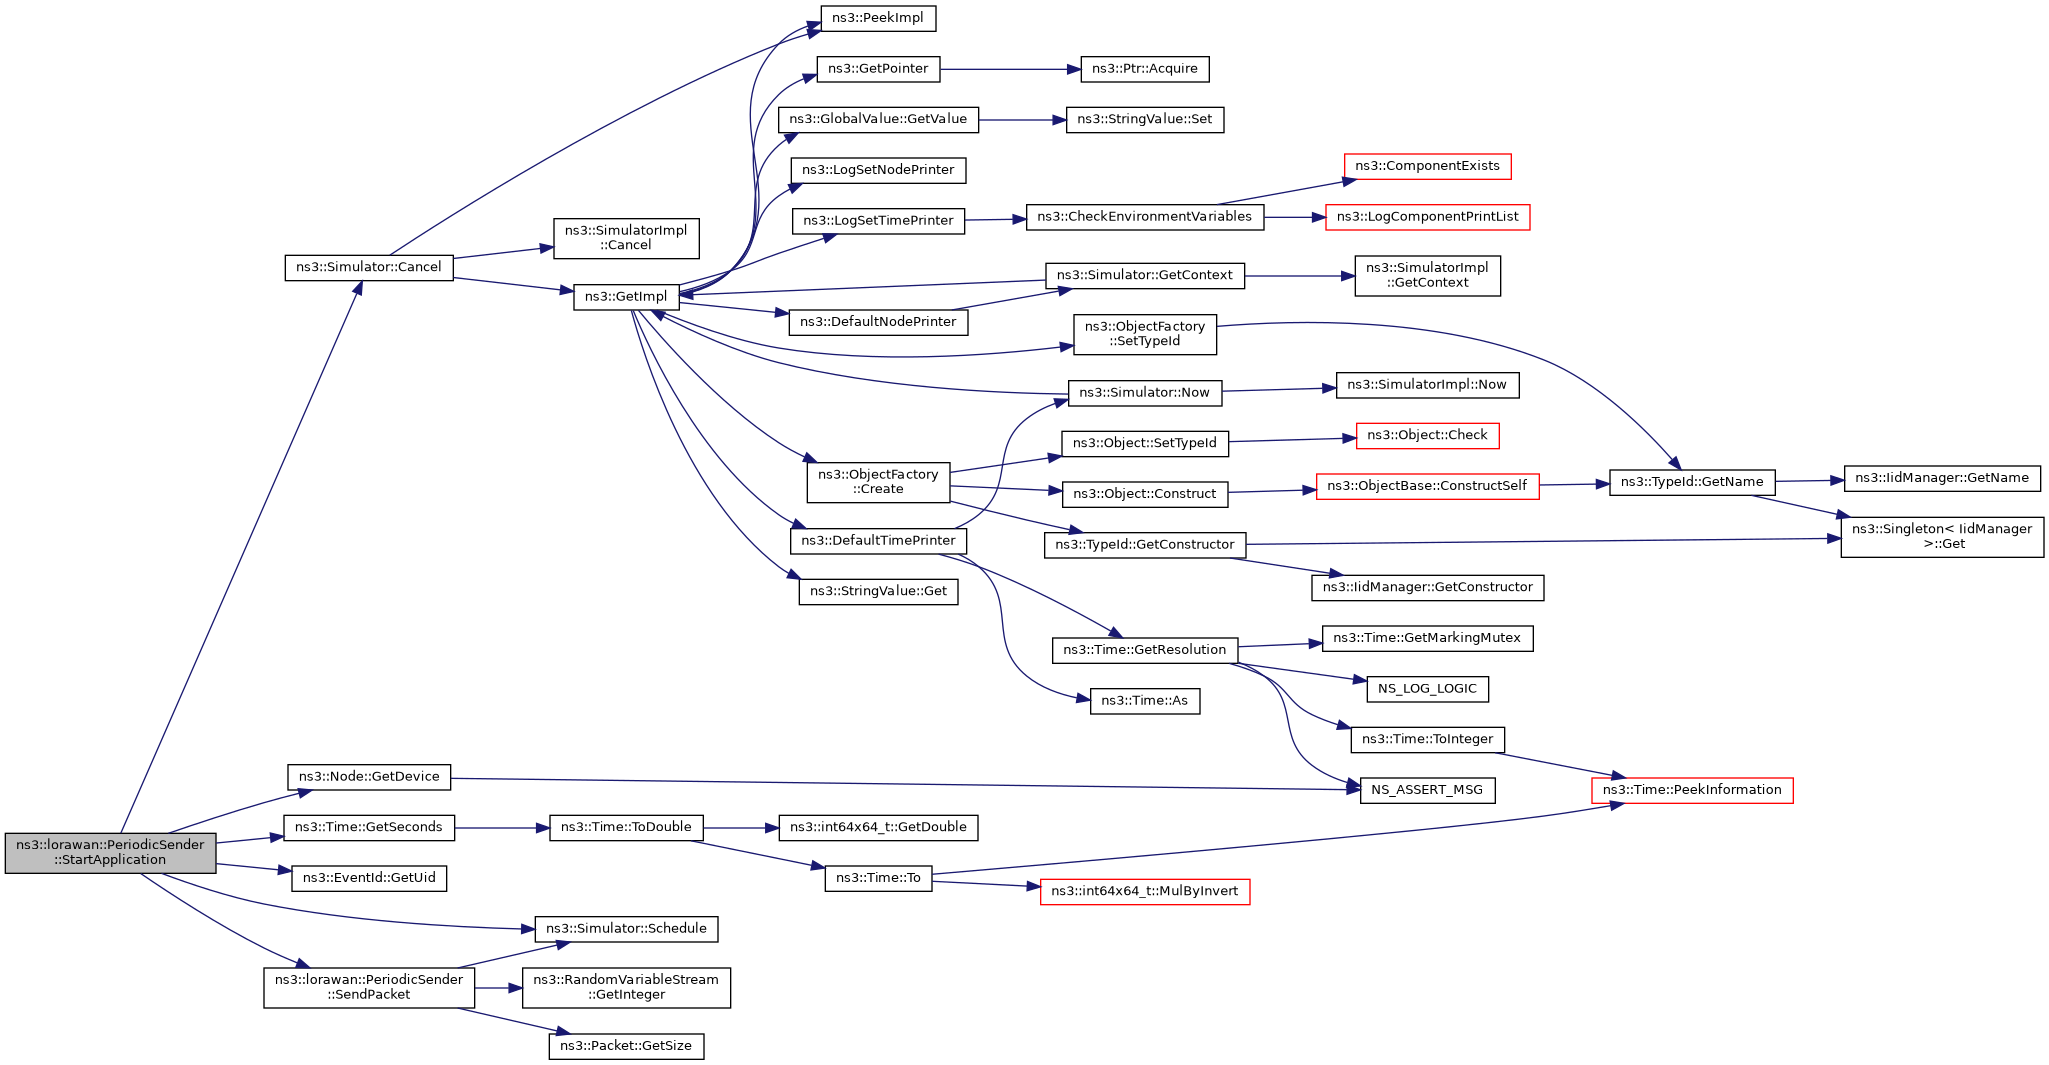 ns3::PeekImpl
ns3::GetPointer
ns3::Ptr::Acquire
ns3::GlobalValue::GetValue
ns3::StringValue::Set
ns3::LogSetNodePrinter
ns3::ComponentExists
ns3::LogSetTimePrinter
ns3::CheckEnvironmentVariables
ns3::LogComponentPrintList
ns3::SimulatorImpl
::Cancel
ns3::Simulator::Cancel
ns3::GetImpl
ns3::Simulator::GetContext
ns3::SimulatorImpl
::GetContext
ns3::DefaultNodePrinter
ns3::ObjectFactory
::SetTypeId
ns3::Simulator::Now
ns3::SimulatorImpl::Now
ns3::Object::SetTypeId
ns3::Object::Check
ns3::ObjectFactory
::Create
ns3::Object::Construct
ns3::ObjectBase::ConstructSelf
ns3::TypeId::GetName
ns3::IidManager::GetName
ns3::Singleton< IidManager
>::Get
ns3::DefaultTimePrinter
ns3::TypeId::GetConstructor
ns3::IidManager::GetConstructor
ns3::StringValue::Get
ns3::Time::GetResolution
ns3::Time::GetMarkingMutex
NS_LOG_LOGIC
ns3::Time::As
ns3::Time::ToInteger
ns3::Node::GetDevice
NS_ASSERT_MSG
ns3::Time::PeekInformation
ns3::Time::GetSeconds
ns3::Time::ToDouble
ns3::int64x64_t::GetDouble
ns3::lorawan::PeriodicSender
::StartApplication
ns3::EventId::GetUid
ns3::Time::To
ns3::int64x64_t::MulByInvert
ns3::Simulator::Schedule
ns3::lorawan::PeriodicSender
::SendPacket
ns3::RandomVariableStream
::GetInteger
ns3::Packet::GetSize